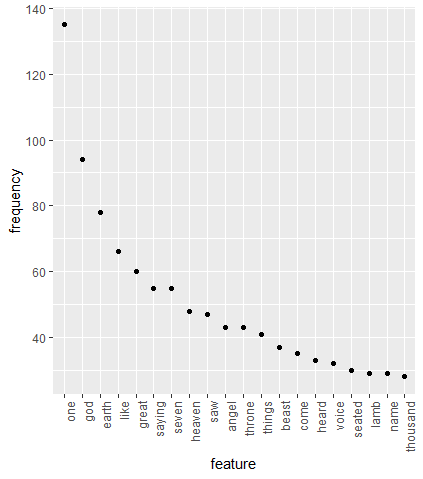 140
120
100
80
60
40
frequency
one
god
earth
like
great
saying
seven
heaven
saw
angel
throne
things
beast
come
heard
voice
seated
lamb
name
thousand
feature